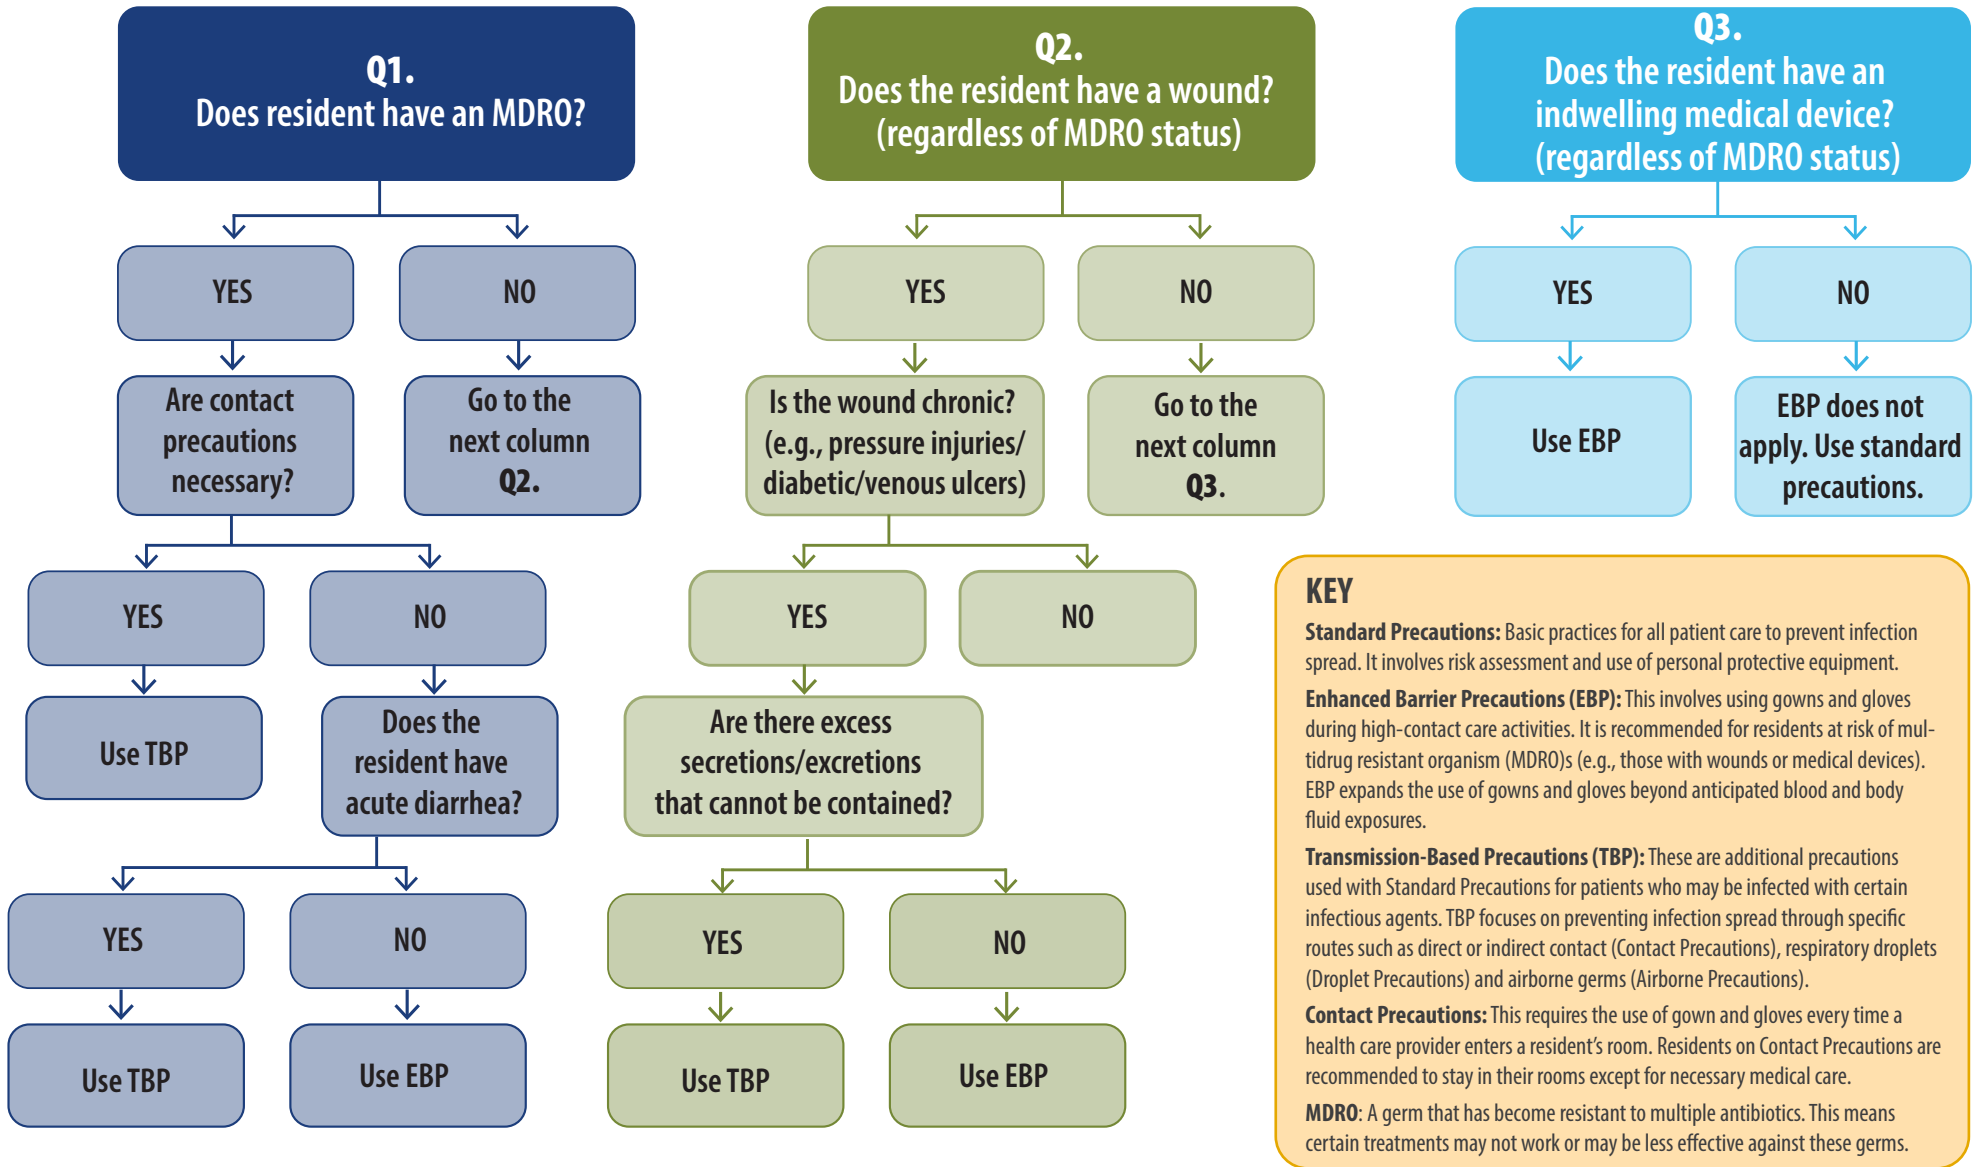 Q1.
Does resident have an MDRO?
YES
NO
Are contact
precautions
necessary?
Go to the
next column
Q2.
YES
NO
Use TBP
Does the
resident have
acute diarrhea?
YES
NO
Use TBP
Use EBP
Q2.
Does the resident have a wound?
(regardless of MDRO status)
YES
NO
Is the wound chronic?
(e.g., pressure injuries/
diabetic/venous ulcers)
Go to the
next column
Q3.
YES
NO
Are there excess
secretions/excretions
that cannot be contained?
YES
NO
Use TBP
Use EBP
Q3.
Does the resident have an
indwelling medical device?
(regardless of MDRO status)
YES
NO
Use EBP
EBP does not
apply. Use standard
precautions.
KEY
Standard Precautions: Basic practices for all patient care to prevent infection
spread. It involves risk assessment and use of personal protective equipment.
Enhanced Barrier Precautions (EBP): This involves using gowns and gloves
during high-contact care activities. It is recommended for residents at risk of mul-
tidrug resistant organism (MDRO)s (e.g., those with wounds or medical devices).
EBP expands the use of gowns and gloves beyond anticipated blood and body
fluid exposures.
Transmission-Based Precautions (TBP): These are additional precautions
used with Standard Precautions for patients who may be infected with certain
infectious agents. TBP focuses on preventing infection spread through specific
routes such as direct or indirect contact (Contact Precautions), respiratory droplets
(Droplet Precautions) and airborne germs (Airborne Precautions).
Contact Precautions: This requires the use of gown and gloves every time a
health care provider enters a resident’s room. Residents on Contact Precautions are
recommended to stay in their rooms except for necessary medical care.
MDRO: A germ that has become resistant to multiple antibiotics. This means
certain treatments may not work or may be less effective against these germs.